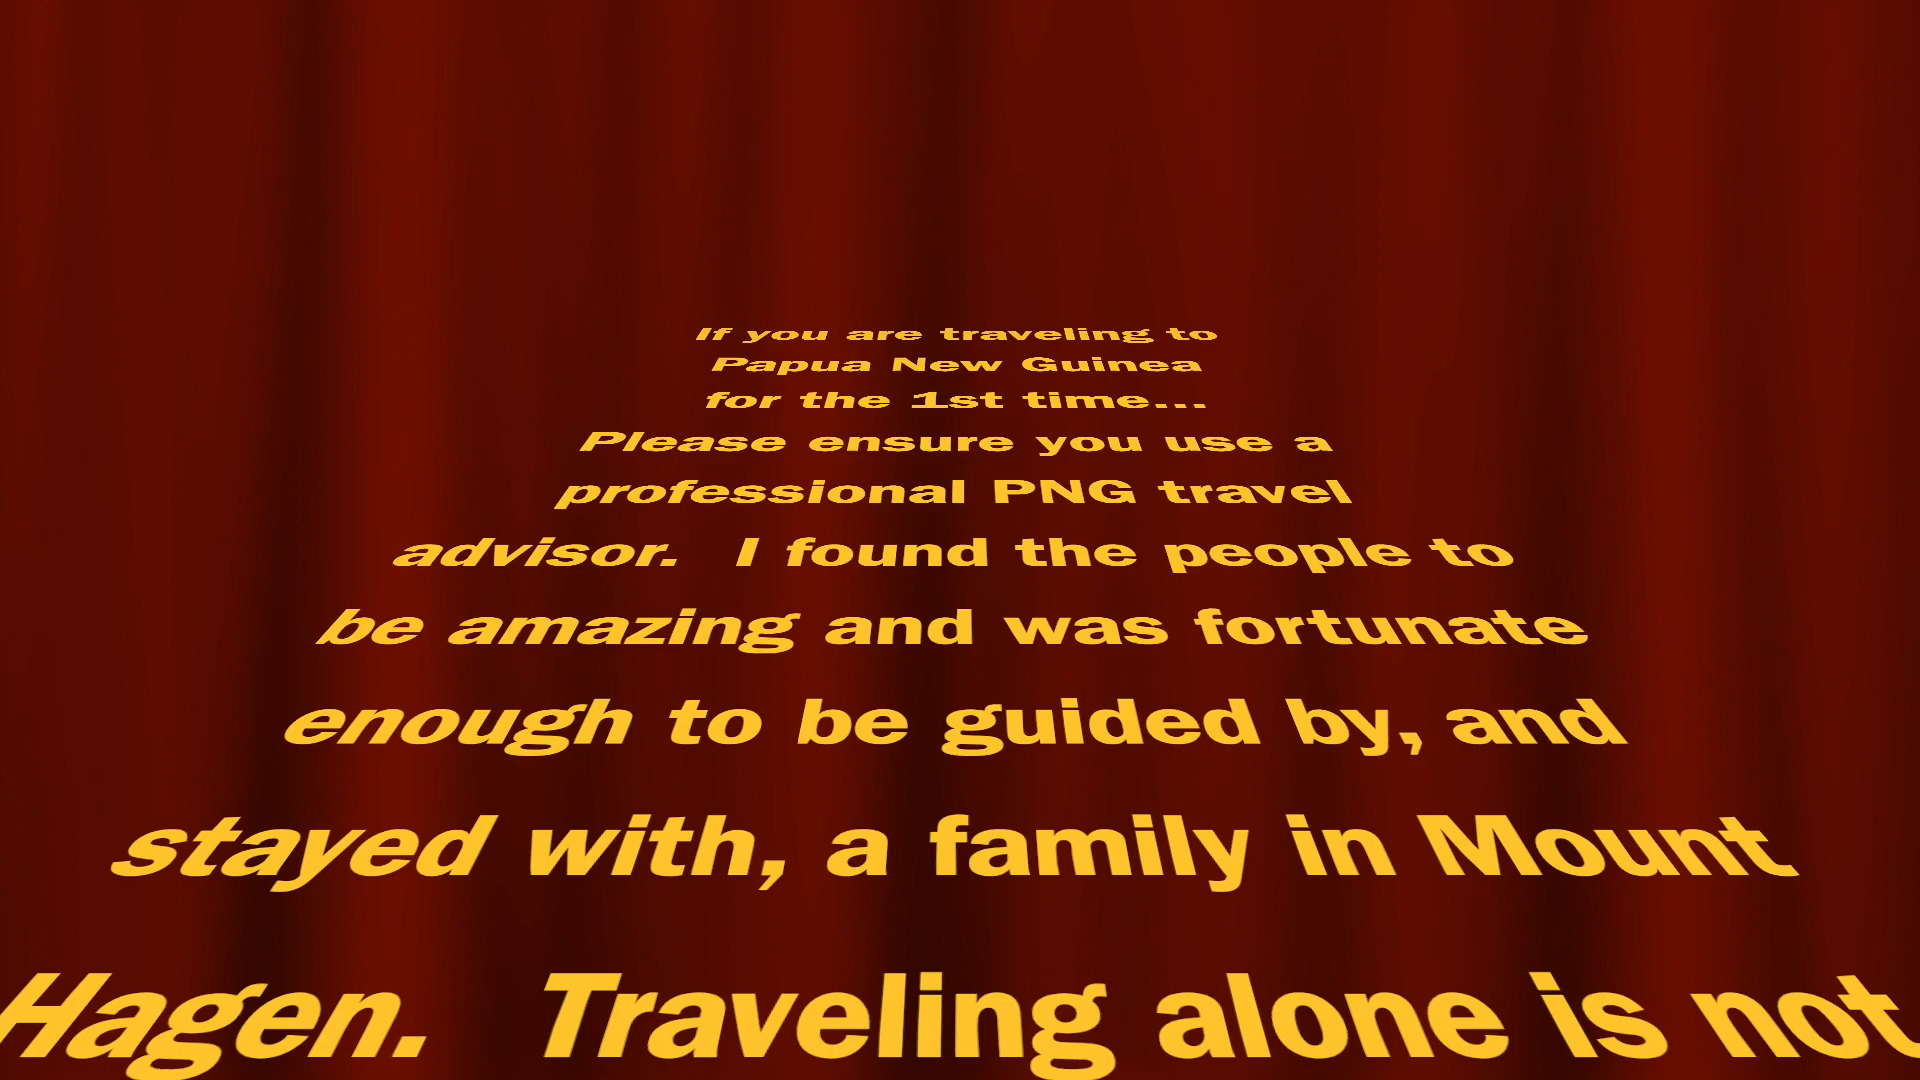 If you are traveling to
Papua New Guinea
for the 1st time...
Please ensure you use a
professional PNG travel
advisor. I found the people to
be amazing and was fortunate
enough to be guided by, and
stayed with, a family in Mount
Hagen. Traveling alone is not